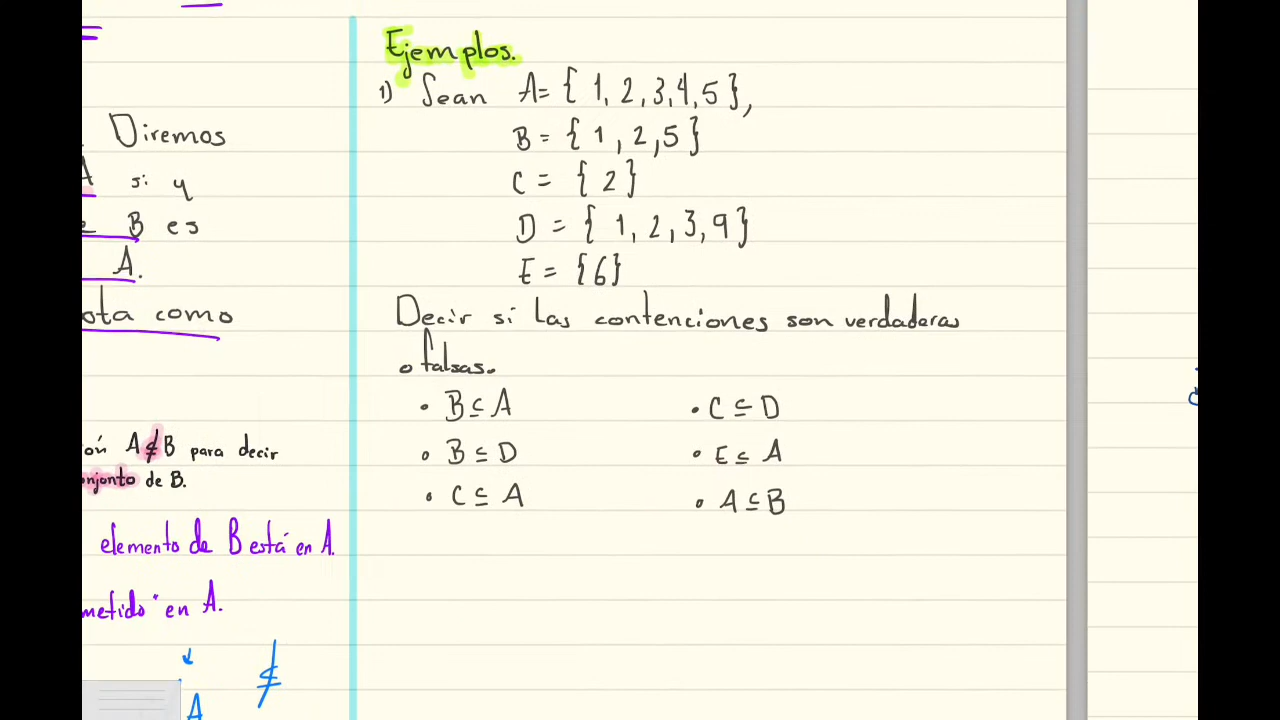 Diremos
A si y
e B es
A.
ota como
ón A⊈B para decir
onjonto de B.
elemento de B está en A.
metido" en A.
⊈
A
Ejemplos.
1) Sean A= { 1, 2, 3, 4, 5 },
B = { 1 , 2, 5 }
C = { 2 }
D = { 1, 2, 3, 9 }
E = {6}
Decir si las contenciones son verdaderas
o falsas.
• B ⊆ A • C ⊆ D
• B ⊆ D • E ⊆ A
• C ⊆ A • A ⊆ B